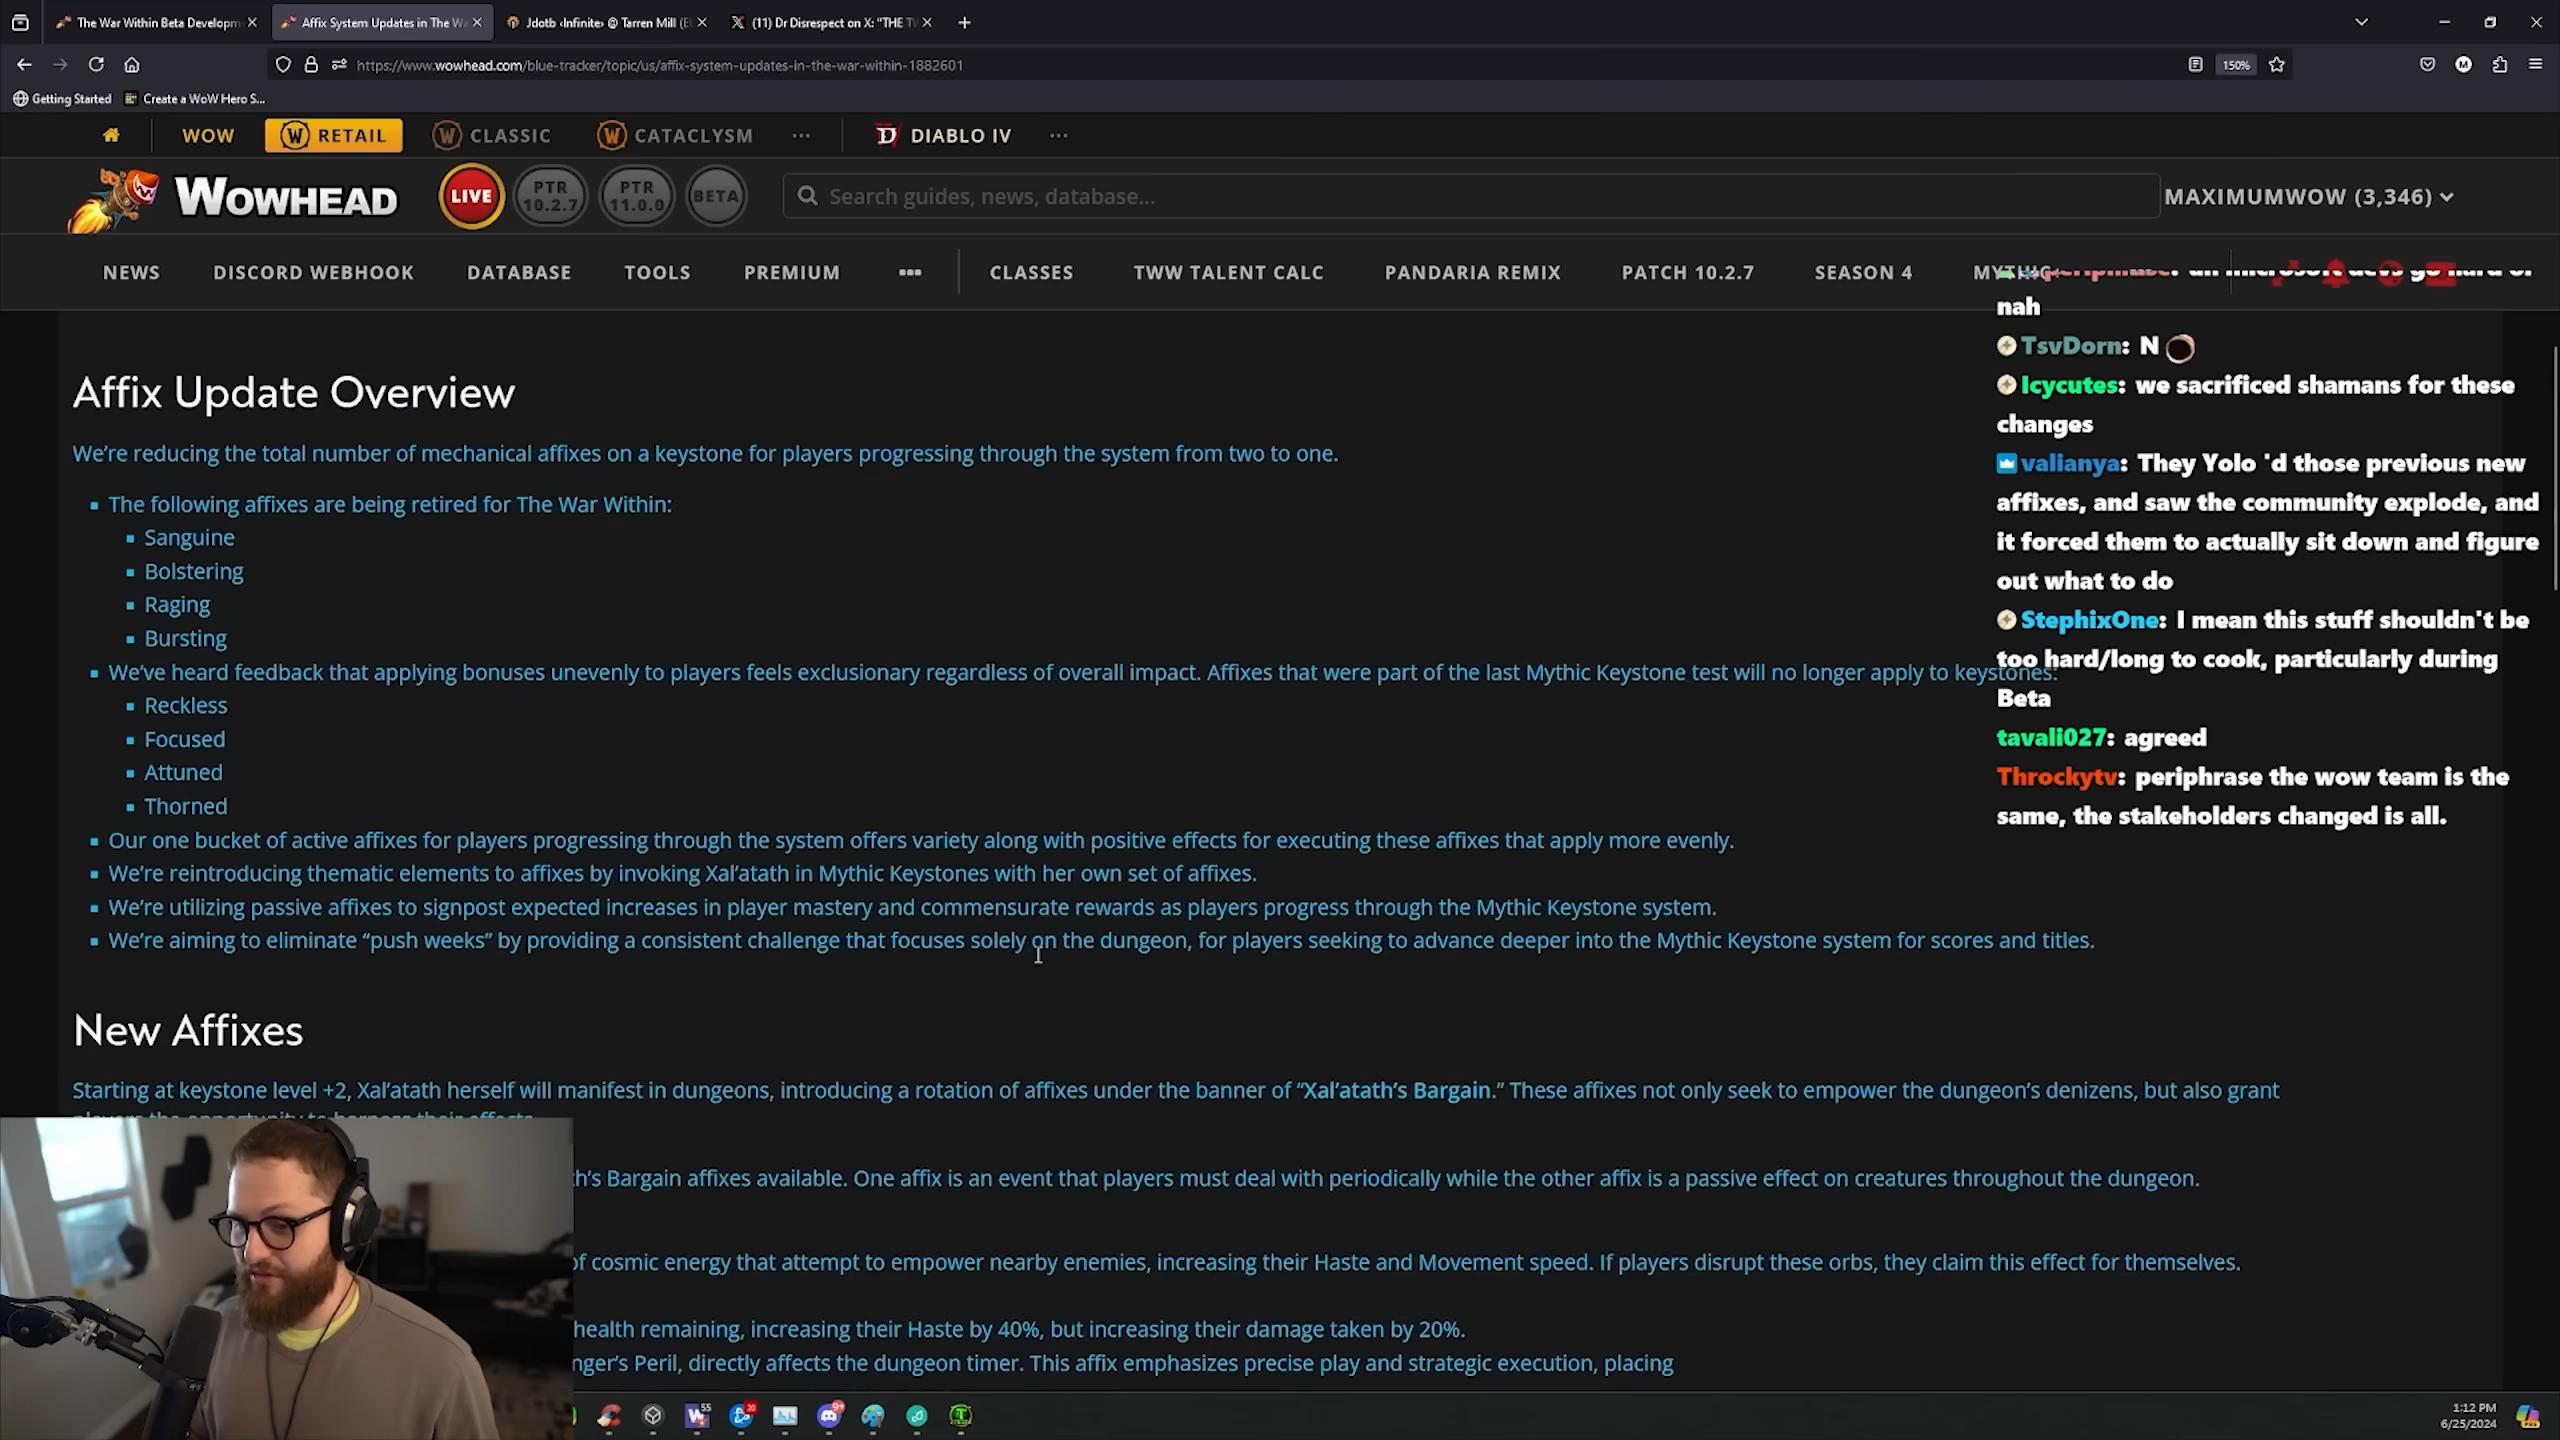 The War Within Beta Developm
Affix System Updates in The Wa
Jdotb <Infinite> @ Tarren Mill (E
(11) Dr Disrespect on X: "THE TW
https://www.wowhead.com/blue-tracker/topic/us/affix-system-updates-in-the-war-within-1882601
150%
M
Getting Started
Create a WoW Hero S...
WOW
RETAIL
CLASSIC
CATACLYSM
DIABLO IV
WOWHEAD
LIVE
PTR 10.2.7
PTR 11.0.0
BETA
Search guides, news, database...
MAXIMUMWOW (3,346)
NEWS
DISCORD WEBHOOK
DATABASE
TOOLS
PREMIUM
CLASSES
TWW TALENT CALC
PANDARIA REMIX
PATCH 10.2.7
SEASON 4
nah
TsvDorn: N
Icycutes: we sacrificed shamans for these
changes
valianya: They Yolo 'd those previous new
affixes, and saw the community explode, and
it forced them to actually sit down and figure
out what to do
StephixOne: I mean this stuff shouldn't be
too hard/long to cook, particularly during
Beta
tavali027: agreed
Throckytv: periphrase the wow team is the
same, the stakeholders changed is all.
Affix Update Overview
We're reducing the total number of mechanical affixes on a keystone for players progressing through the system from two to one.
The following affixes are being retired for The War Within:
Sanguine
Bolstering
Raging
Bursting
We've heard feedback that applying bonuses unevenly to players feels exclusionary regardless of overall impact. Affixes that were part of the last Mythic Keystone test will no longer apply to keystones:
Reckless
Focused
Attuned
Thorned
Our one bucket of active affixes for players progressing through the system offers variety along with positive effects for executing these affixes that apply more evenly.
We're reintroducing thematic elements to affixes by invoking Xal'atath in Mythic Keystones with her own set of affixes.
We're utilizing passive affixes to signpost expected increases in player mastery and commensurate rewards as players progress through the Mythic Keystone system.
We're aiming to eliminate “push weeks” by providing a consistent challenge that focuses solely on the dungeon, for players seeking to advance deeper into the Mythic Keystone system for scores and titles.
New Affixes
Starting at keystone level +2, Xal'atath herself will manifest in dungeons, introducing a rotation of affixes under the banner of “Xal'atath's Bargain.” These affixes not only seek to empower the dungeon's denizens, but also grant
players the opportunity to harness their effects.
h's Bargain affixes available. One affix is an event that players must deal with periodically while the other affix is a passive effect on creatures throughout the dungeon.
of cosmic energy that attempt to empower nearby enemies, increasing their Haste and Movement speed. If players disrupt these orbs, they claim this effect for themselves.
health remaining, increasing their Haste by 40%, but increasing their damage taken by 20%.
nger's Peril, directly affects the dungeon timer. This affix emphasizes precise play and strategic execution, placing
1:12 PM
6/25/2024